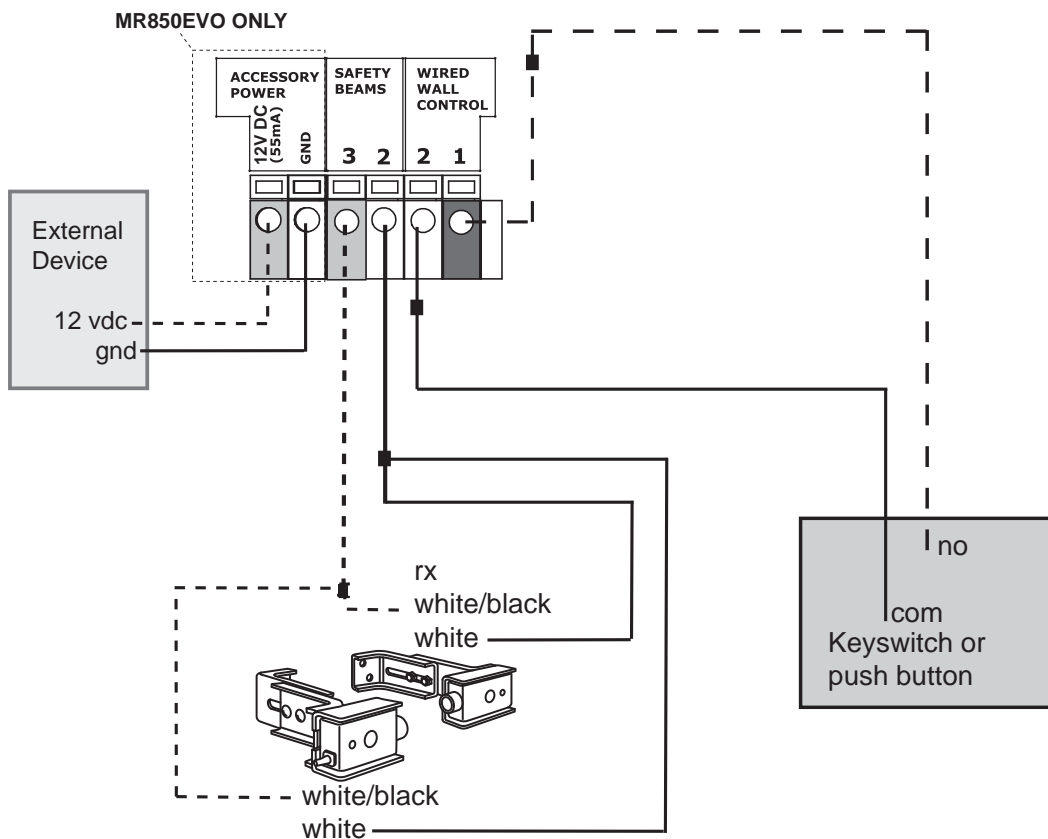 MR850EVO ONLY
ACCESSORY
POWER
SAFETY
BEAMS
WIRED
WALL
CONTROL
12V DC
(55mA)
GND
3
2
2
1
External
Device
12 vdc
gnd
rx
white/black
white
no
com
Keyswitch or
push button
white/black
white